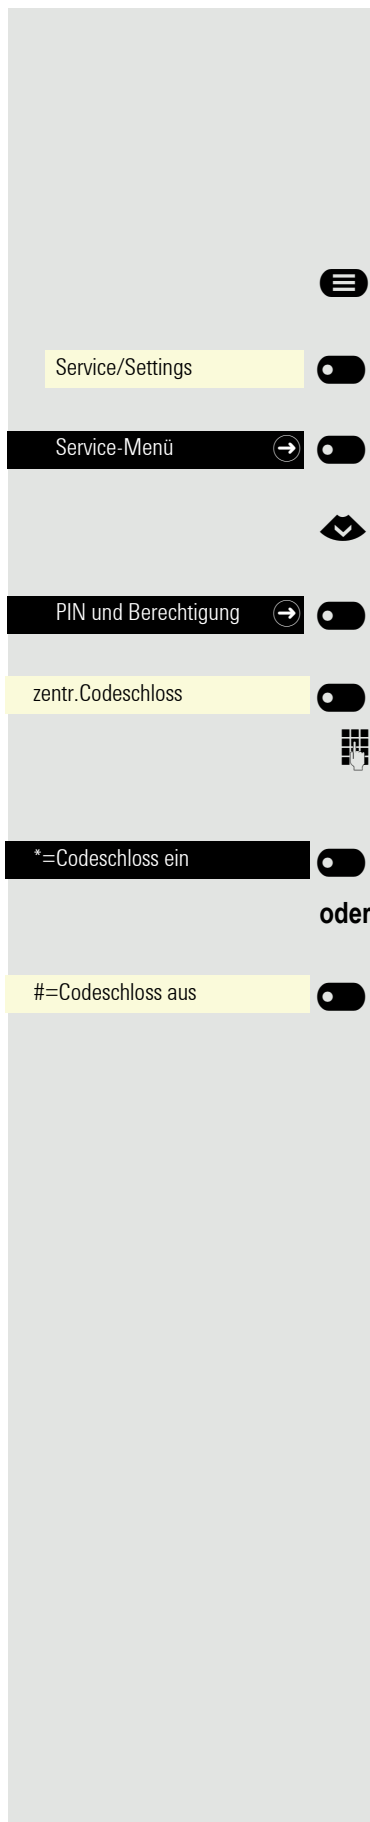 Service/Settings
Service-Menü
PIN und Berechtigung
zentr.Codeschloss
*=Codeschloss ein
oder
#=Codeschloss aus